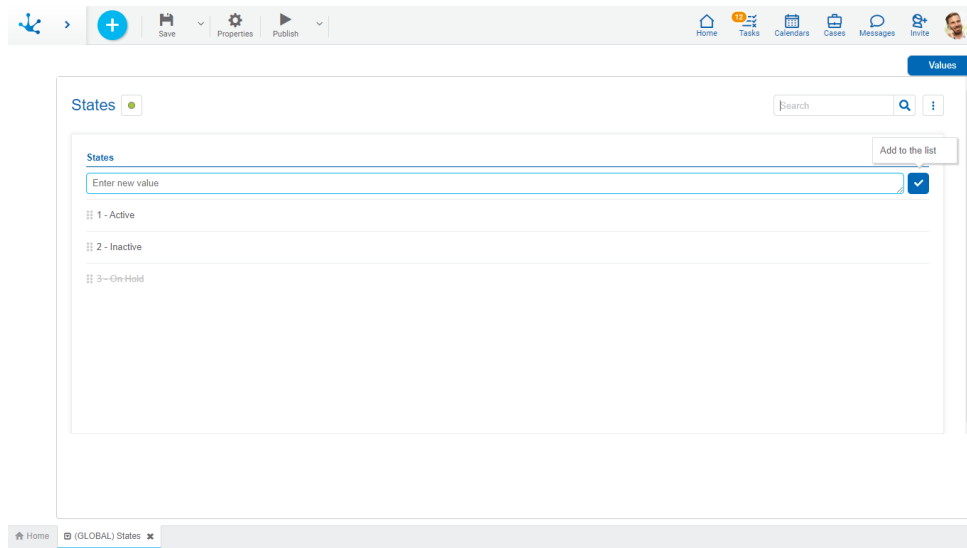 Save
Properties
Publish
Home
12
Tasks
Calendars
Cases
Messages
Invite
Values
States
Search
Add to the list
States
Enter new value
1 - Active
2 - Inactive
3 - On Hold
Home
(GLOBAL) States